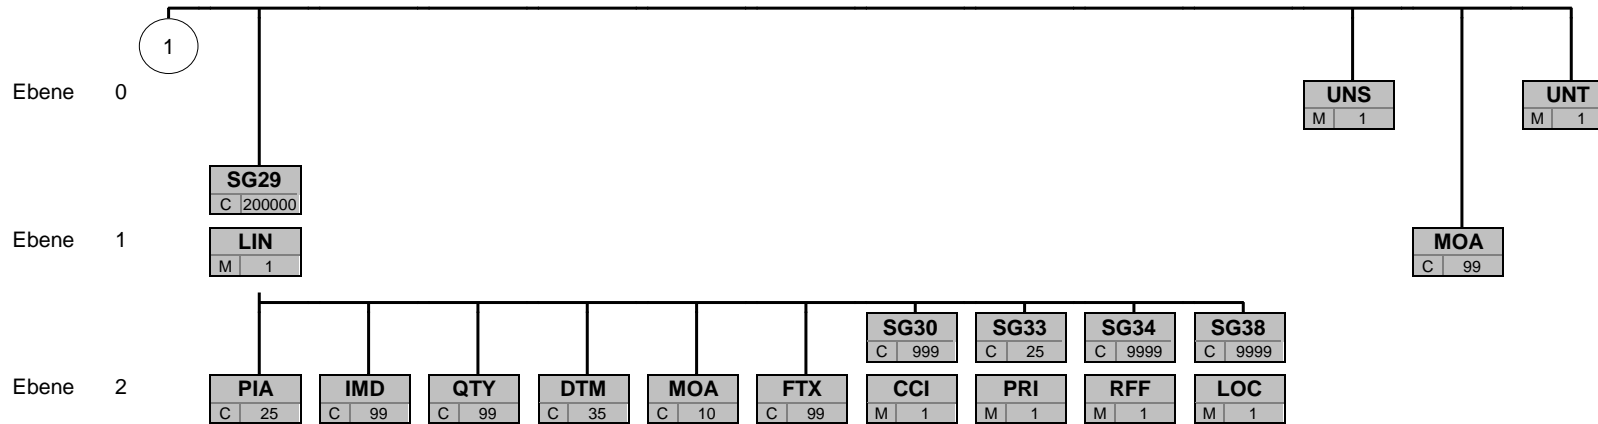 1
Ebene 0
UNS
M 1
UNT
M 1
SG29
C 200000
Ebene 1
LIN
M 1
MOA
C 99
SG30
C 999
SG33
C 25
SG34
C 9999
SG38
C 9999
Ebene 2
PIA
C 25
IMD
C 99
QTY
C 99
DTM
C 35
MOA
C 10
FTX
C 99
CCI
M 1
PRI
M 1
RFF
M 1
LOC
M 1